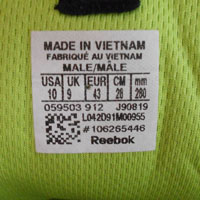 MADE IN VIETNAM
FABRIQUÉ AU VIETNAM
MALE/MÂLE
USA UK EUR CM mm
10 9 43 28 280
059503 912 J90819
L042D91M00955
#106265446
Reebok